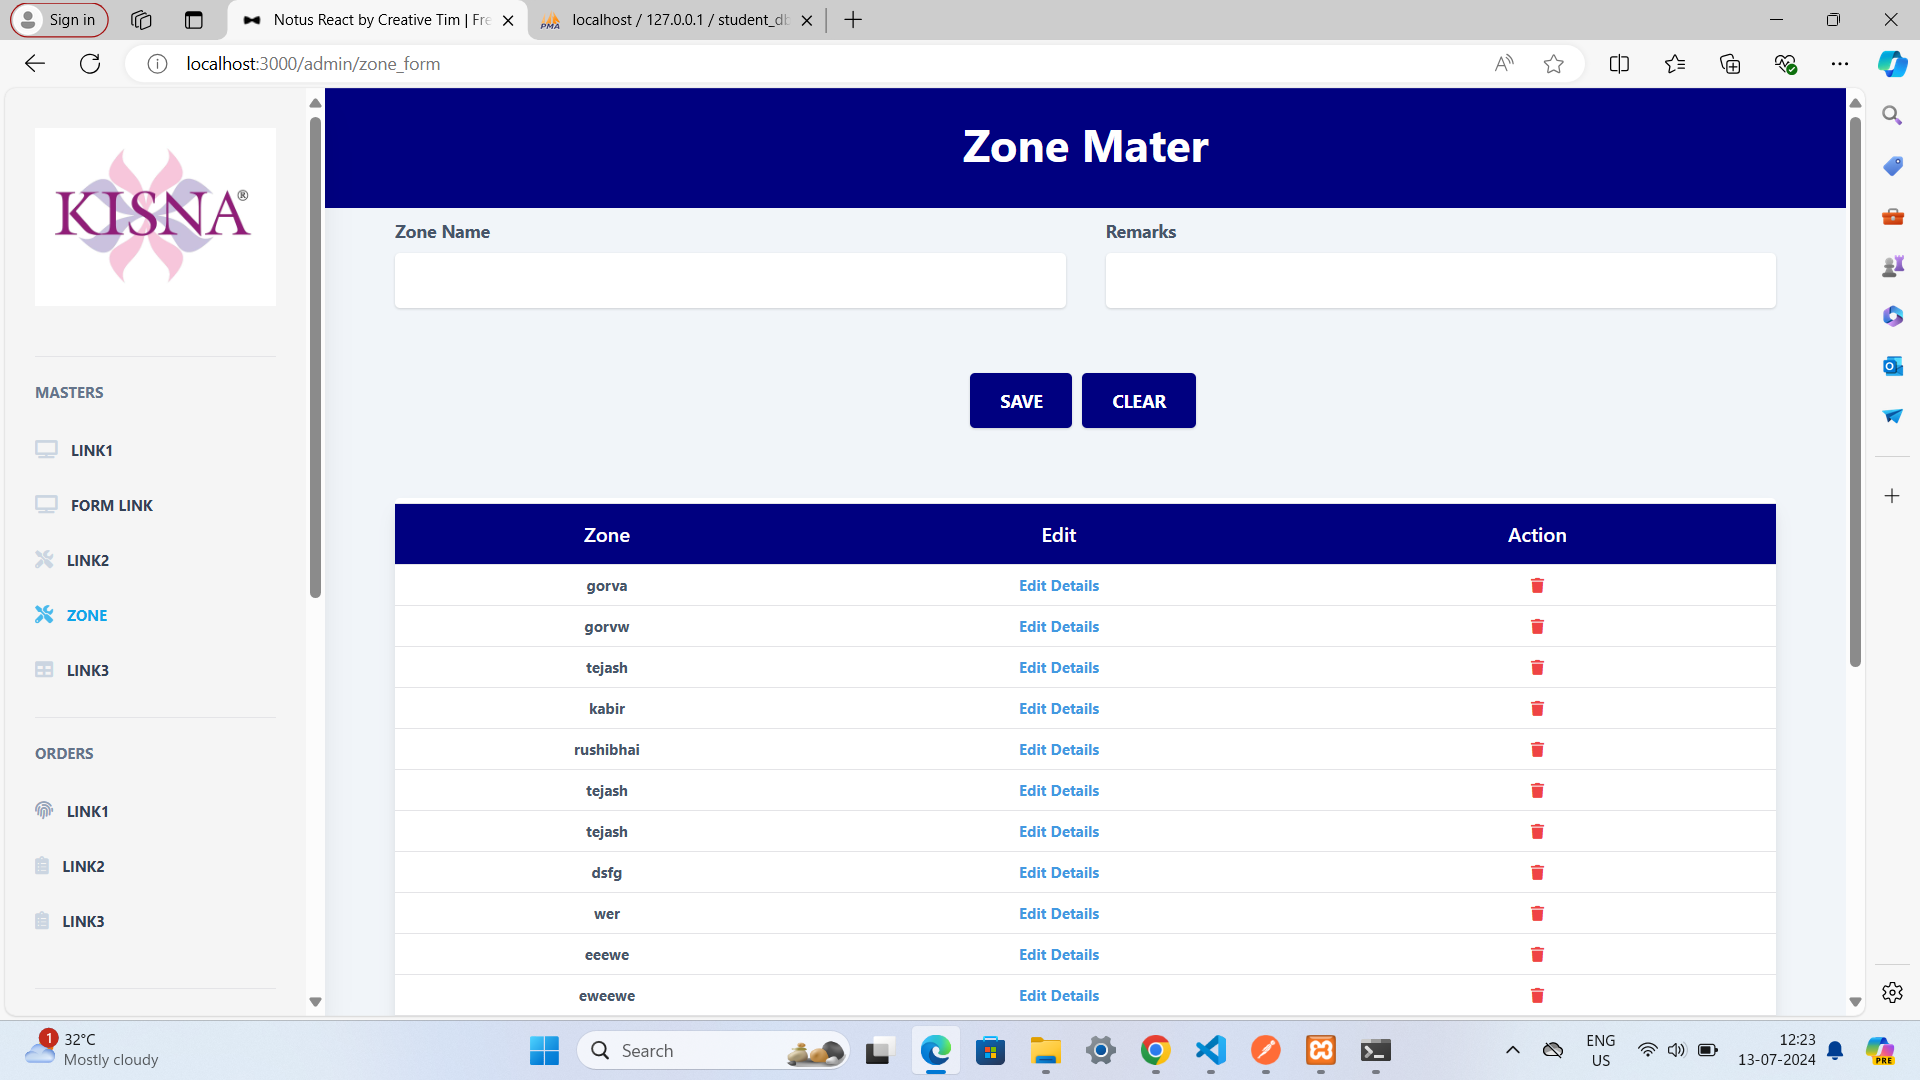 Sign in
Notus React by Creative Tim | Fre
localhost / 127.0.0.1 / student_db
localhost:3000/admin/zone_form
KISNA®
MASTERS
LINK1
FORM LINK
LINK2
ZONE
LINK3
ORDERS
LINK1
LINK2
LINK3
Zone Mater
Zone Name
Remarks
SAVE
CLEAR
Zone Edit Action
gorva Edit Details
gorvw Edit Details
tejash Edit Details
kabir Edit Details
rushibhai Edit Details
tejash Edit Details
tejash Edit Details
dsfg Edit Details
wer Edit Details
eeewe Edit Details
eweewe Edit Details
1
32°C
Mostly cloudy
Search
ENG
US
12:23
13-07-2024
PRE